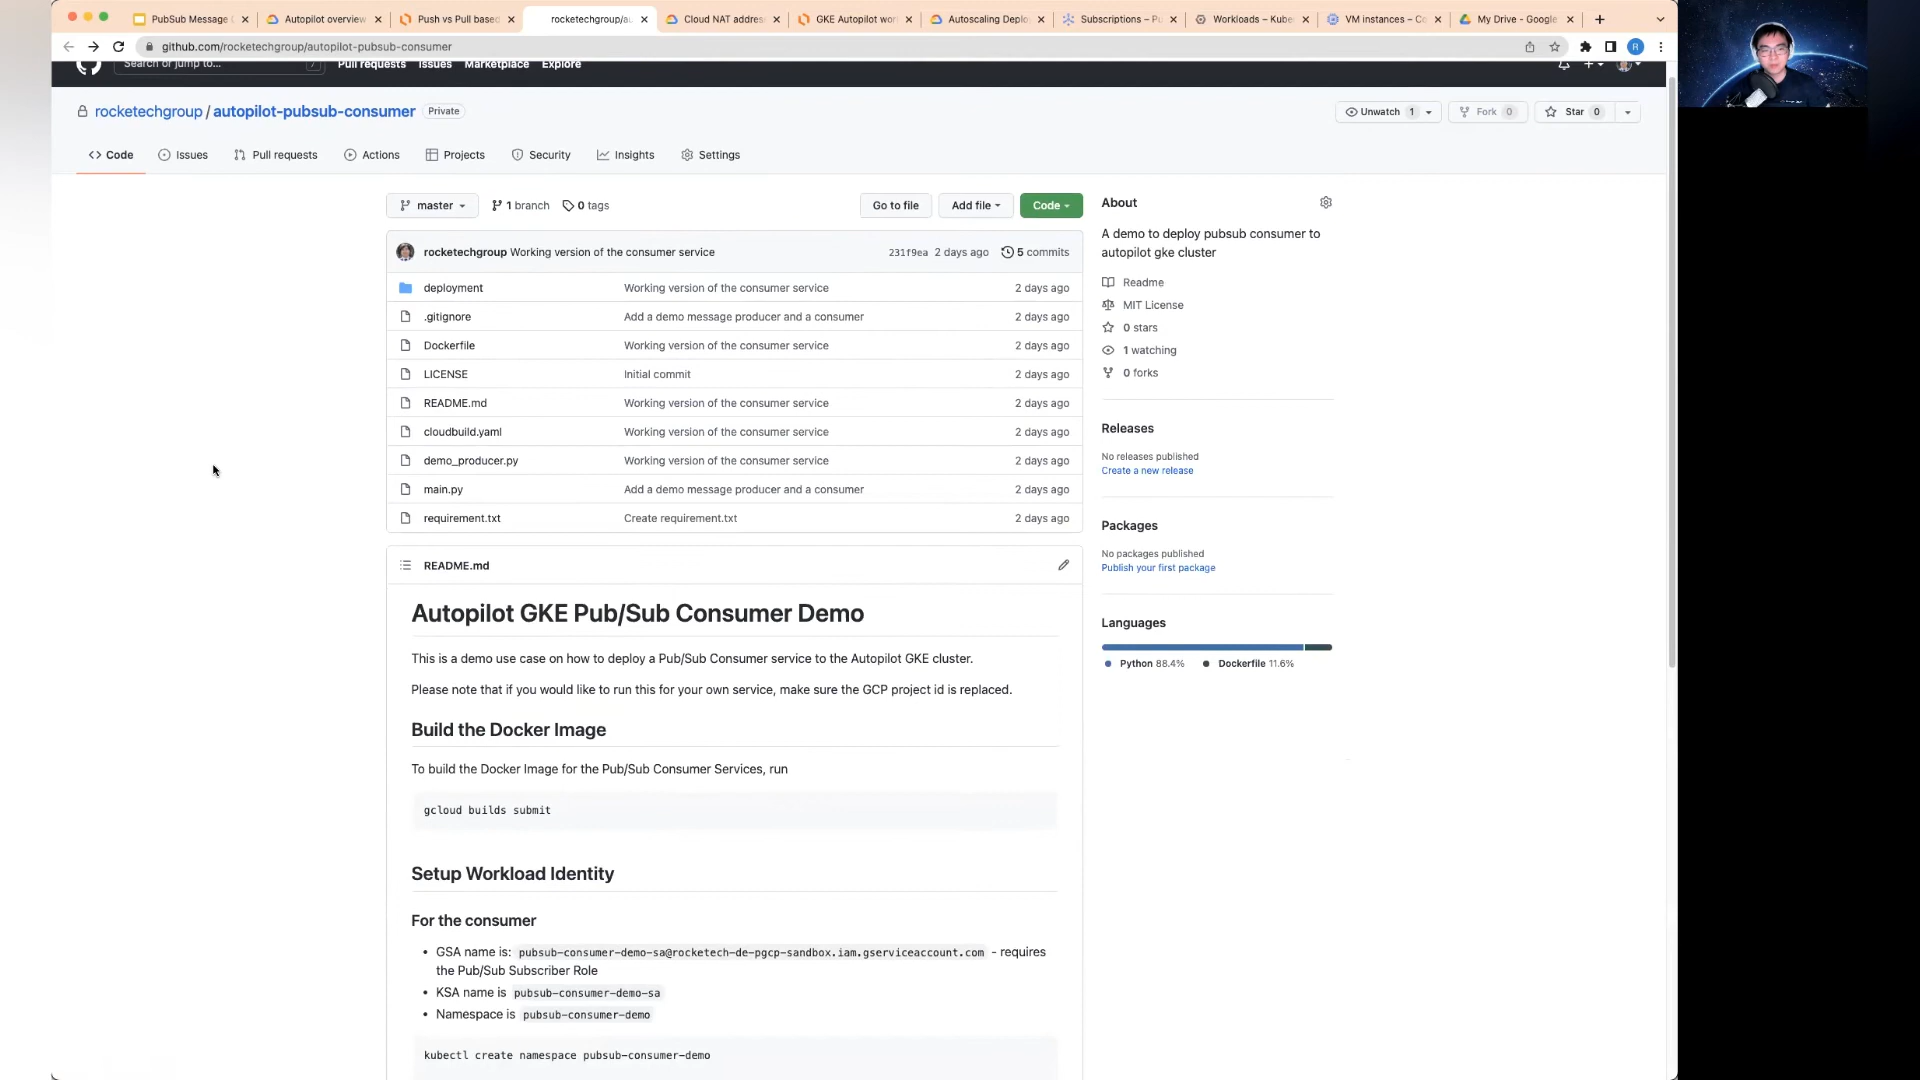 PubSub Message
Autopilot overview
Push vs Pull based
rocketechgroup/au
Cloud NAT address
GKE Autopilot wor
Autoscaling Deplo
Subscriptions – Pu
Workloads – Kube
VM instances – Co
My Drive - Google
github.com/rocketechgroup/autopilot-pubsub-consumer
R
Search or jump to...
/
Pull requests
Issues
Marketplace
Explore
rocketechgroup / autopilot-pubsub-consumer Private
Unwatch 1
Fork 0
Star 0
Code
Issues
Pull requests
Actions
Projects
Security
Insights
Settings
master
1 branch
0 tags
Go to file
Add file
Code
rocketechgroup Working version of the consumer service 231f9ea 2 days ago 5 commits
deployment Working version of the consumer service 2 days ago
.gitignore Add a demo message producer and a consumer 2 days ago
Dockerfile Working version of the consumer service 2 days ago
LICENSE Initial commit 2 days ago
README.md Working version of the consumer service 2 days ago
cloudbuild.yaml Working version of the consumer service 2 days ago
demo_producer.py Working version of the consumer service 2 days ago
main.py Add a demo message producer and a consumer 2 days ago
requirement.txt Create requirement.txt 2 days ago
README.md
Autopilot GKE Pub/Sub Consumer Demo
This is a demo use case on how to deploy a Pub/Sub Consumer service to the Autopilot GKE cluster.
Please note that if you would like to run this for your own service, make sure the GCP project id is replaced.
Build the Docker Image
To build the Docker Image for the Pub/Sub Consumer Services, run
gcloud builds submit
Setup Workload Identity
For the consumer
• GSA name is: pubsub-consumer-demo-sa@rocketech-de-pgcp-sandbox.iam.gserviceaccount.com - requires
the Pub/Sub Subscriber Role
• KSA name is pubsub-consumer-demo-sa
• Namespace is pubsub-consumer-demo
kubectl create namespace pubsub-consumer-demo
About
A demo to deploy pubsub consumer to
autopilot gke cluster
Readme
MIT License
0 stars
1 watching
0 forks
Releases
No releases published
Create a new release
Packages
No packages published
Publish your first package
Languages
Python 88.4%
Dockerfile 11.6%